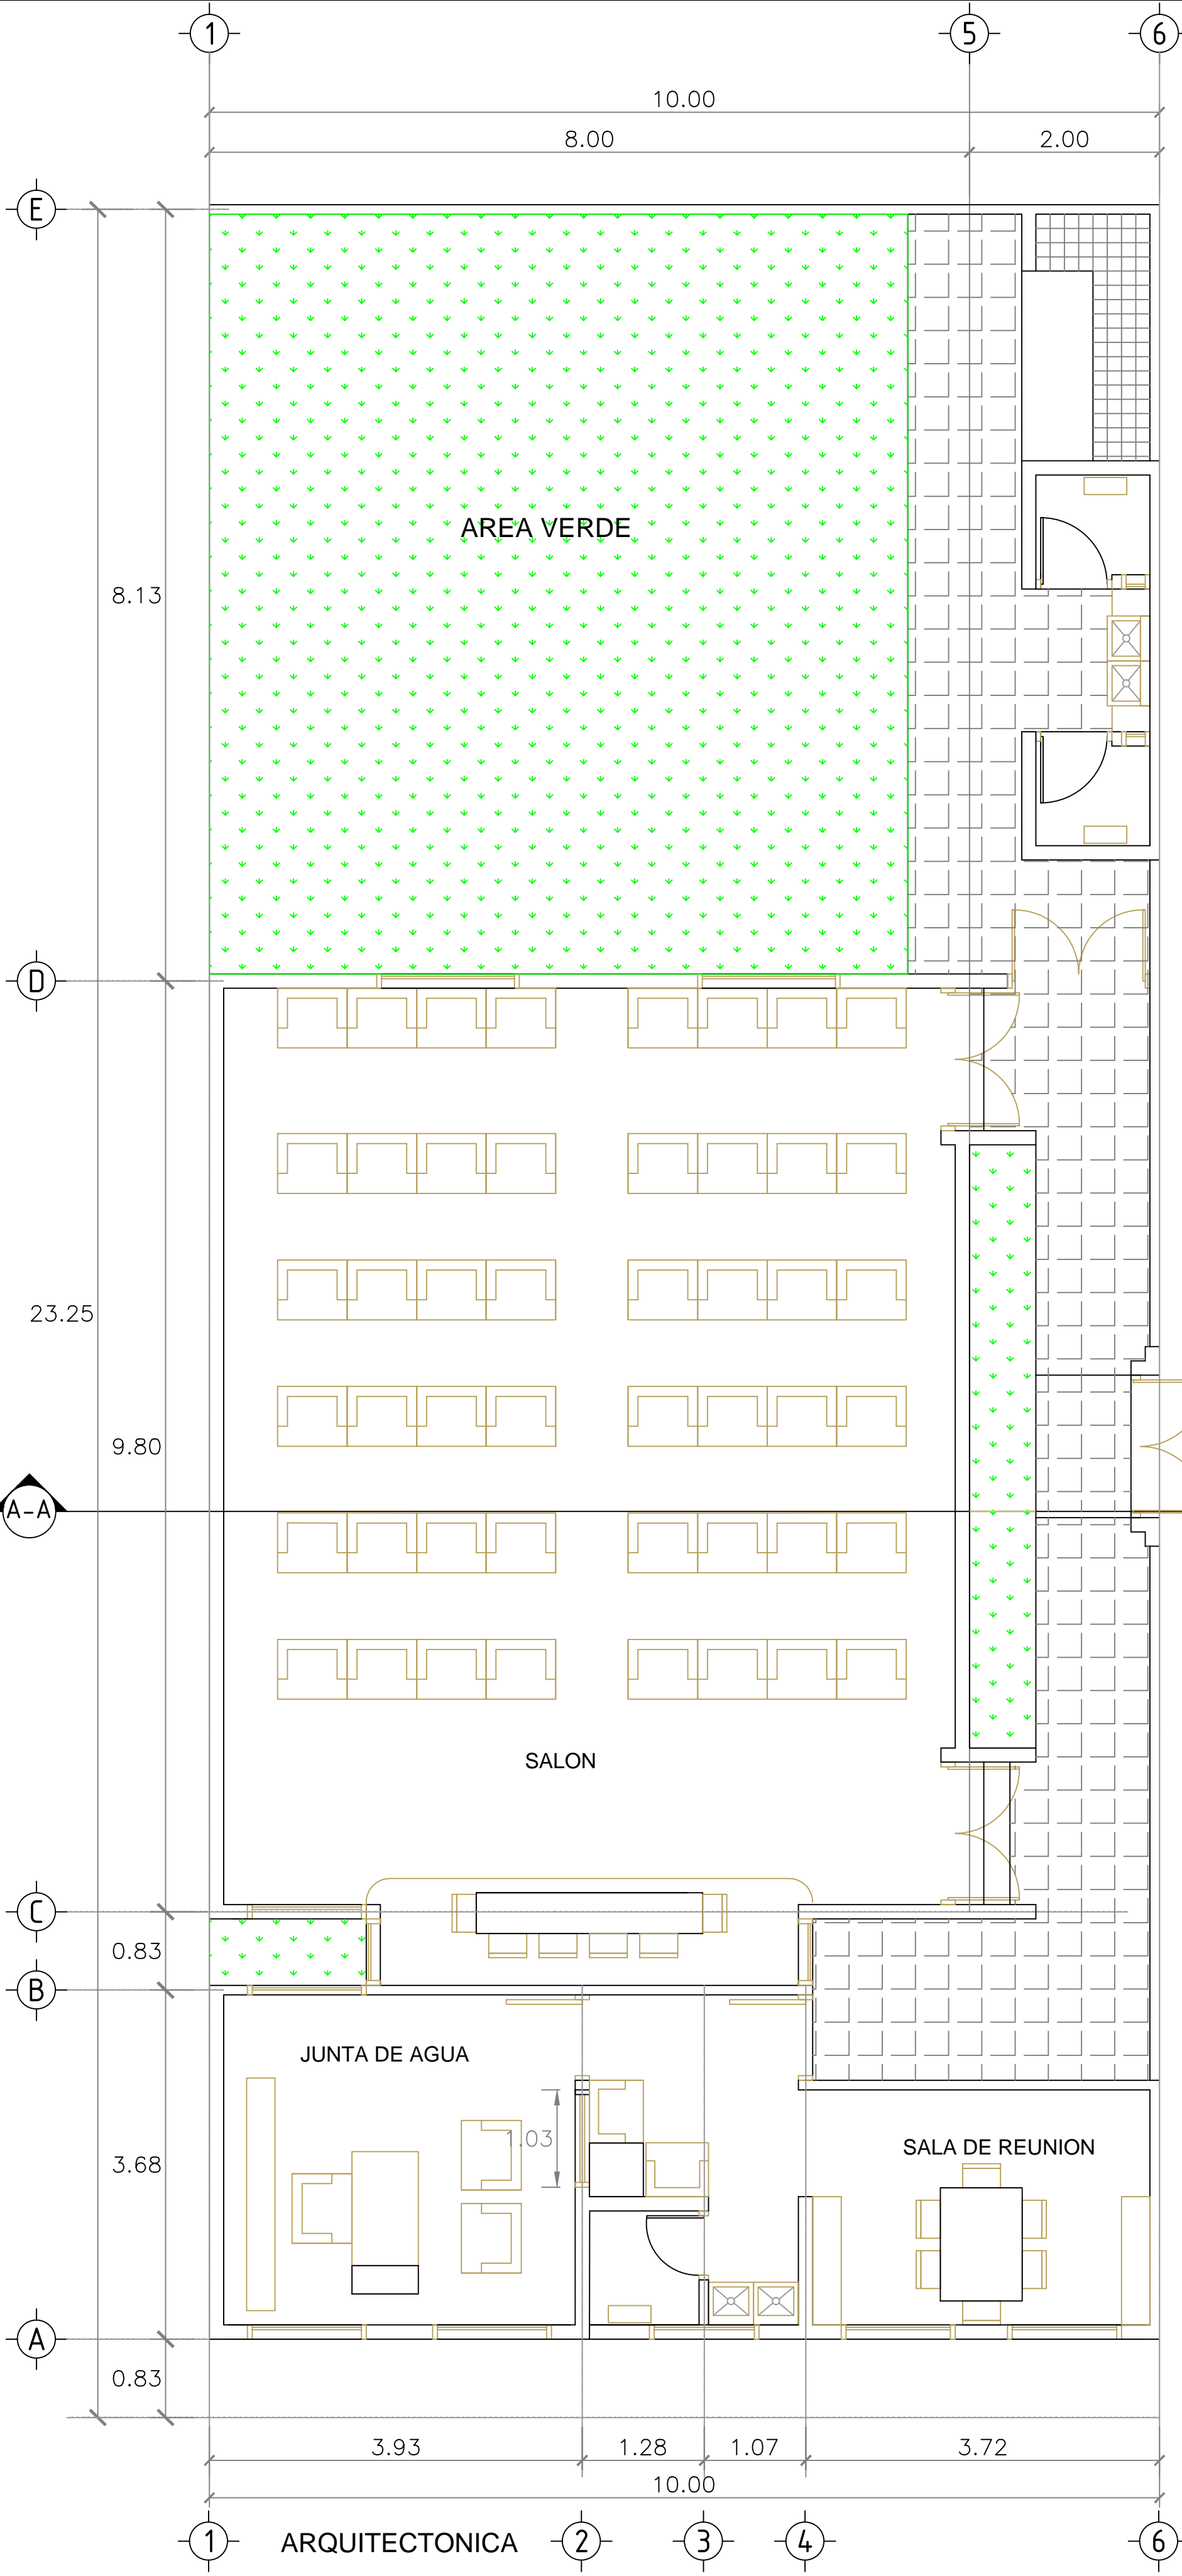 1
5
6
10.00
8.00
2.00
E
AREA VERDE
8.13
D
23.25
9.80
A-A
SALON
C
0.83
B
JUNTA DE AGUA
1.03
SALA DE REUNION
3.68
A
0.83
3.93
1.28
1.07
3.72
10.00
1
ARQUITECTONICA
2
3
4
6